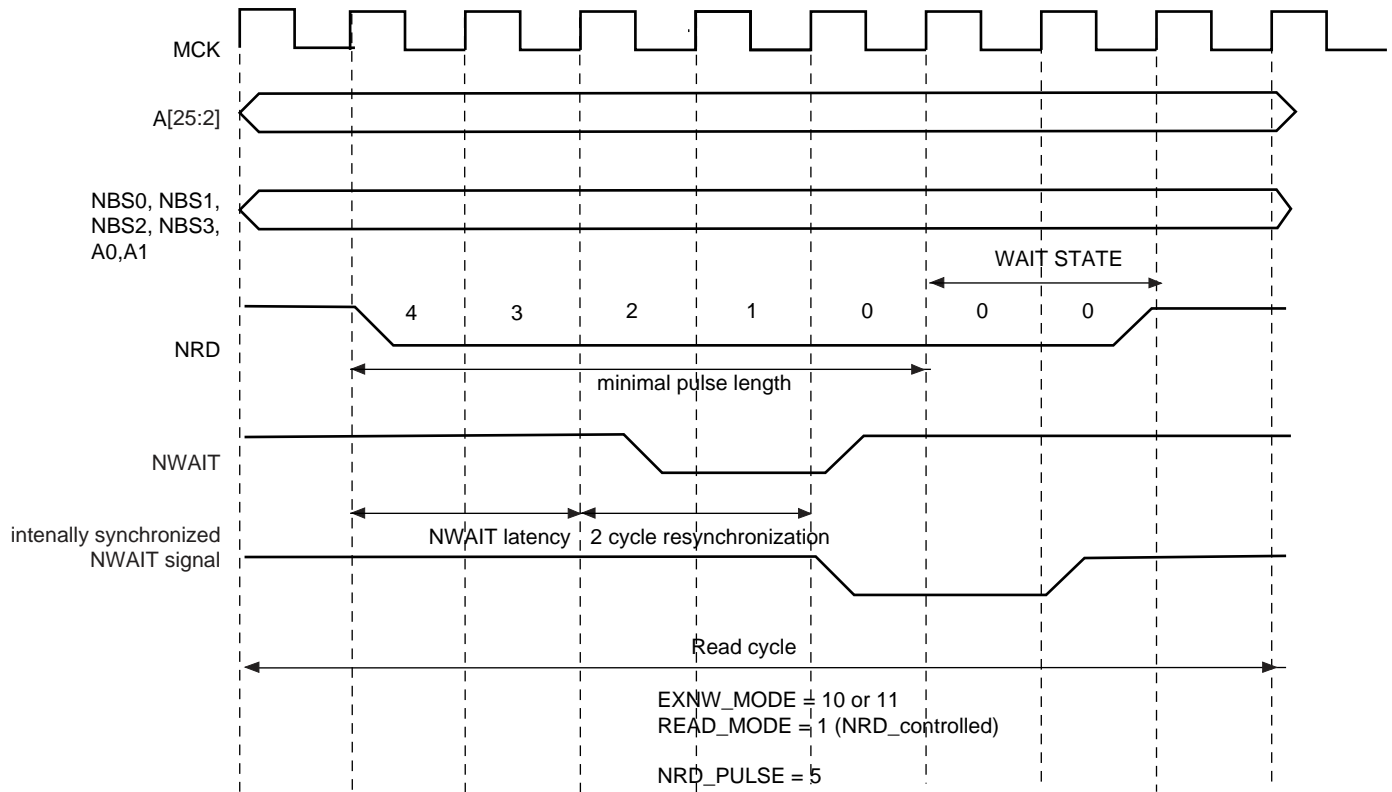 MCK
A[25:2]
NBS0, NBS1,
NBS2, NBS3,
A0,A1
WAIT STATE
4 3 2 1 0 0 0
NRD
minimal pulse length
NWAIT
NWAIT latency 2 cycle resynchronization
intenally synchronized
NWAIT signal
Read cycle
EXNW_MODE = 10 or 11
READ_MODE = 1 (NRD_controlled)
NRD_PULSE = 5